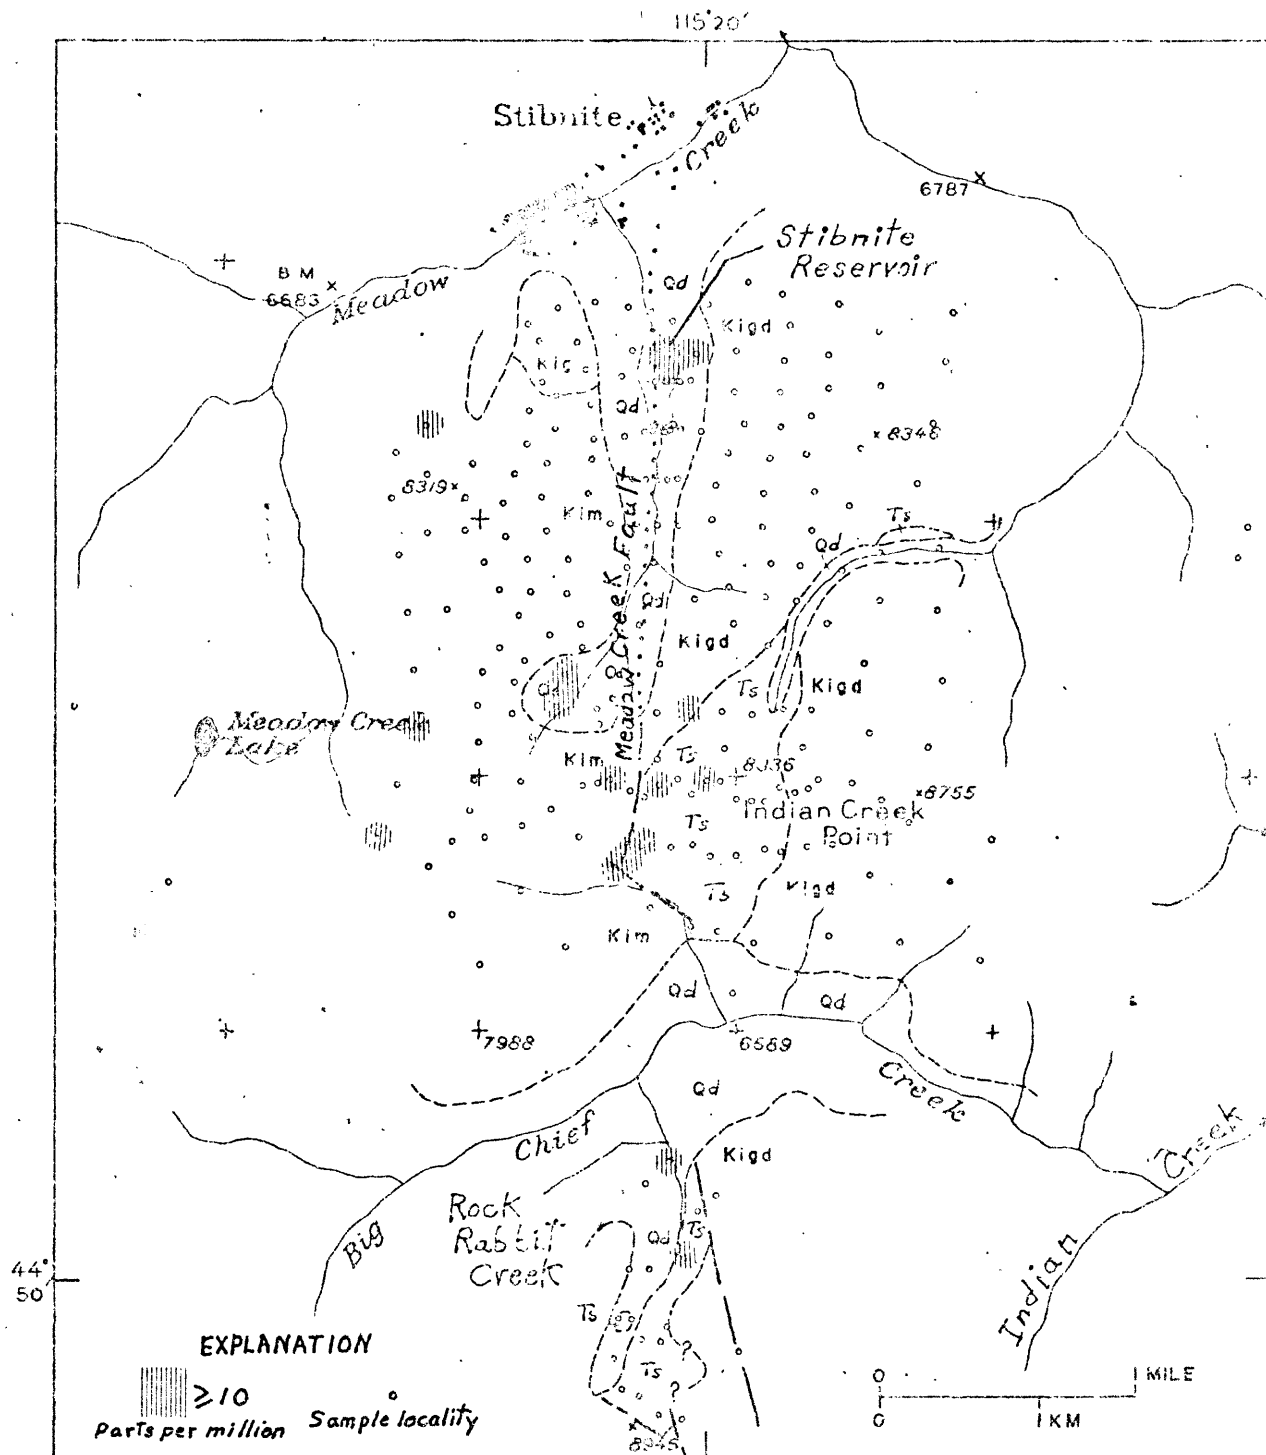 115°20′
Stibnite
Creek
6787
Stibnite
Reservoir
BM
6683
Meadow
Qd
Kigd
Qd
8348
8319
Kim
Ts
Qd
Meadow Creek Fault
Qd
Kigd
Qd
Ts
Kigd
Meadow Creek
Lake
Kim
Ts
8336
8755
Ts
Indian Creek
Point
Ts
Kigd
Kim
Qd
Qd
7988
6589
Qd
Creek
Chief
Kigd
Creek
Rock
Rabbit
Creek
Big
Qd
Ts
Indian
44°
50′
Ts
EXPLANATION
Ts
?
?
≥10
Parts per million
Sample locality
0
1 MILE
0
1 KM